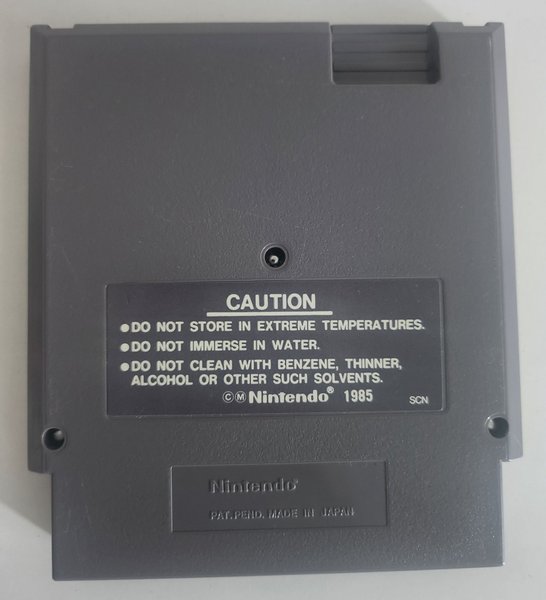 CAUTION
●DO NOT STORE IN EXTREME TEMPERATURES.
●DO NOT IMMERSE IN WATER.
●DO NOT CLEAN WITH BENZENE, THINNER,
ALCOHOL OR OTHER SUCH SOLVENTS.
ⒸⓂ Nintendo® 1985 SCN
Nintendo®
PAT. PEND. MADE IN JAPAN